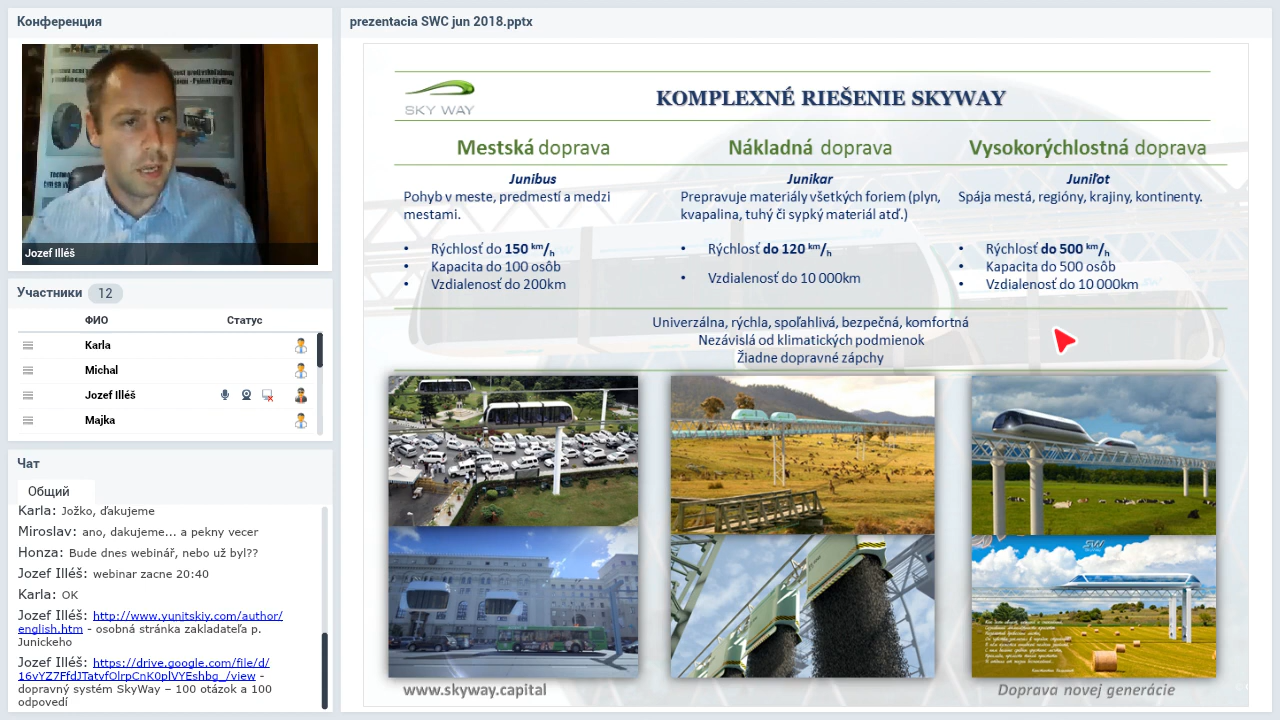 Конференция
Jozef Illéš
Участники 12
ФИО Статус
Karla
Michal
Jozef Illéš
Majka
Чат
Общий
Karla: Jožko, ďakujeme
Miroslav: ano, dakujeme... a pekny vecer
Honza: Bude dnes webinář, nebo už byl??
Jozef Illéš: webinar zacne 20:40
Karla: OK
Jozef Illéš: http://www.yunitskiy.com/author/
english.htm - osobná stránka zakladateľa p.
Junickeho
Jozef Illéš: https://drive.google.com/file/d/
16vYZ7FfdJTatvfOlrpCnK0plVYEshbg_/view -
dopravný systém SkyWay – 100 otázok a 100
odpovedí
prezentacia SWC jun 2018.pptx
SKY WAY
KOMPLEXNÉ RIEŠENIE SKYWAY
Mestská doprava
Junibus
Pohyb v meste, predmestí a medzi
mestami.
• Rýchlosť do 150 km/h
• Kapacita do 100 osôb
• Vzdialenosť do 200km
Nákladná doprava
Junikar
Prepravuje materiály všetkých foriem (plyn,
kvapalina, tuhý či sypký materiál atď.)
• Rýchlosť do 120 km/h
• Vzdialenosť do 10 000km
Vysokorýchlostná doprava
Juniľot
Spája mestá, regióny, krajiny, kontinenty.
• Rýchlosť do 500 km/h
• Kapacita do 500 osôb
• Vzdialenosť do 10 000km
Univerzálna, rýchla, spoľahlivá, bezpečná, komfortná
Nezávislá od klimatických podmienok
Žiadne dopravné zápchy
www.skyway.capital
Doprava novej generácie